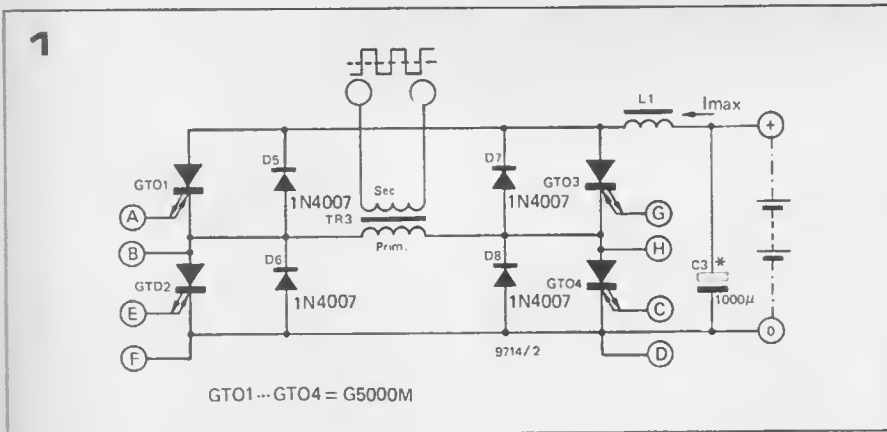 1
L1
Imax
+
D5
D7
GTO1
GTO3
1N4007
Sec
1N4007
A
TR3
G
B
Prim.
H
D6
D8
C3 *
GTD2
GTO4
1N4007
1N4007
1000μ
E
C
0
9714/2
F
D
GTO1...GTO4 = G5000M